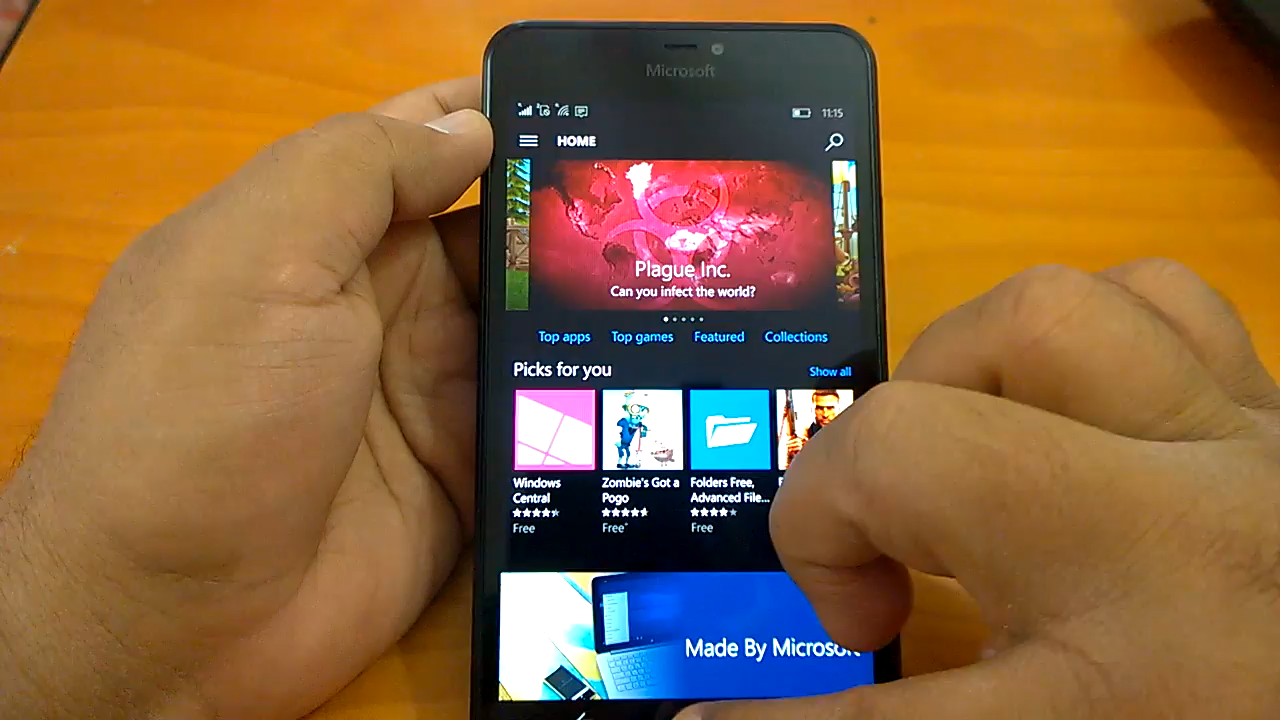 Microsoft
11:15
HOME
Plague Inc.
Can you infect the world?
Top apps
Top games
Featured
Collections
Picks for you
Show all
Windows
Central
Free
Zombie's Got a
Pogo
Free*
Folders Free,
Advanced File...
Free
Made By Microsoft